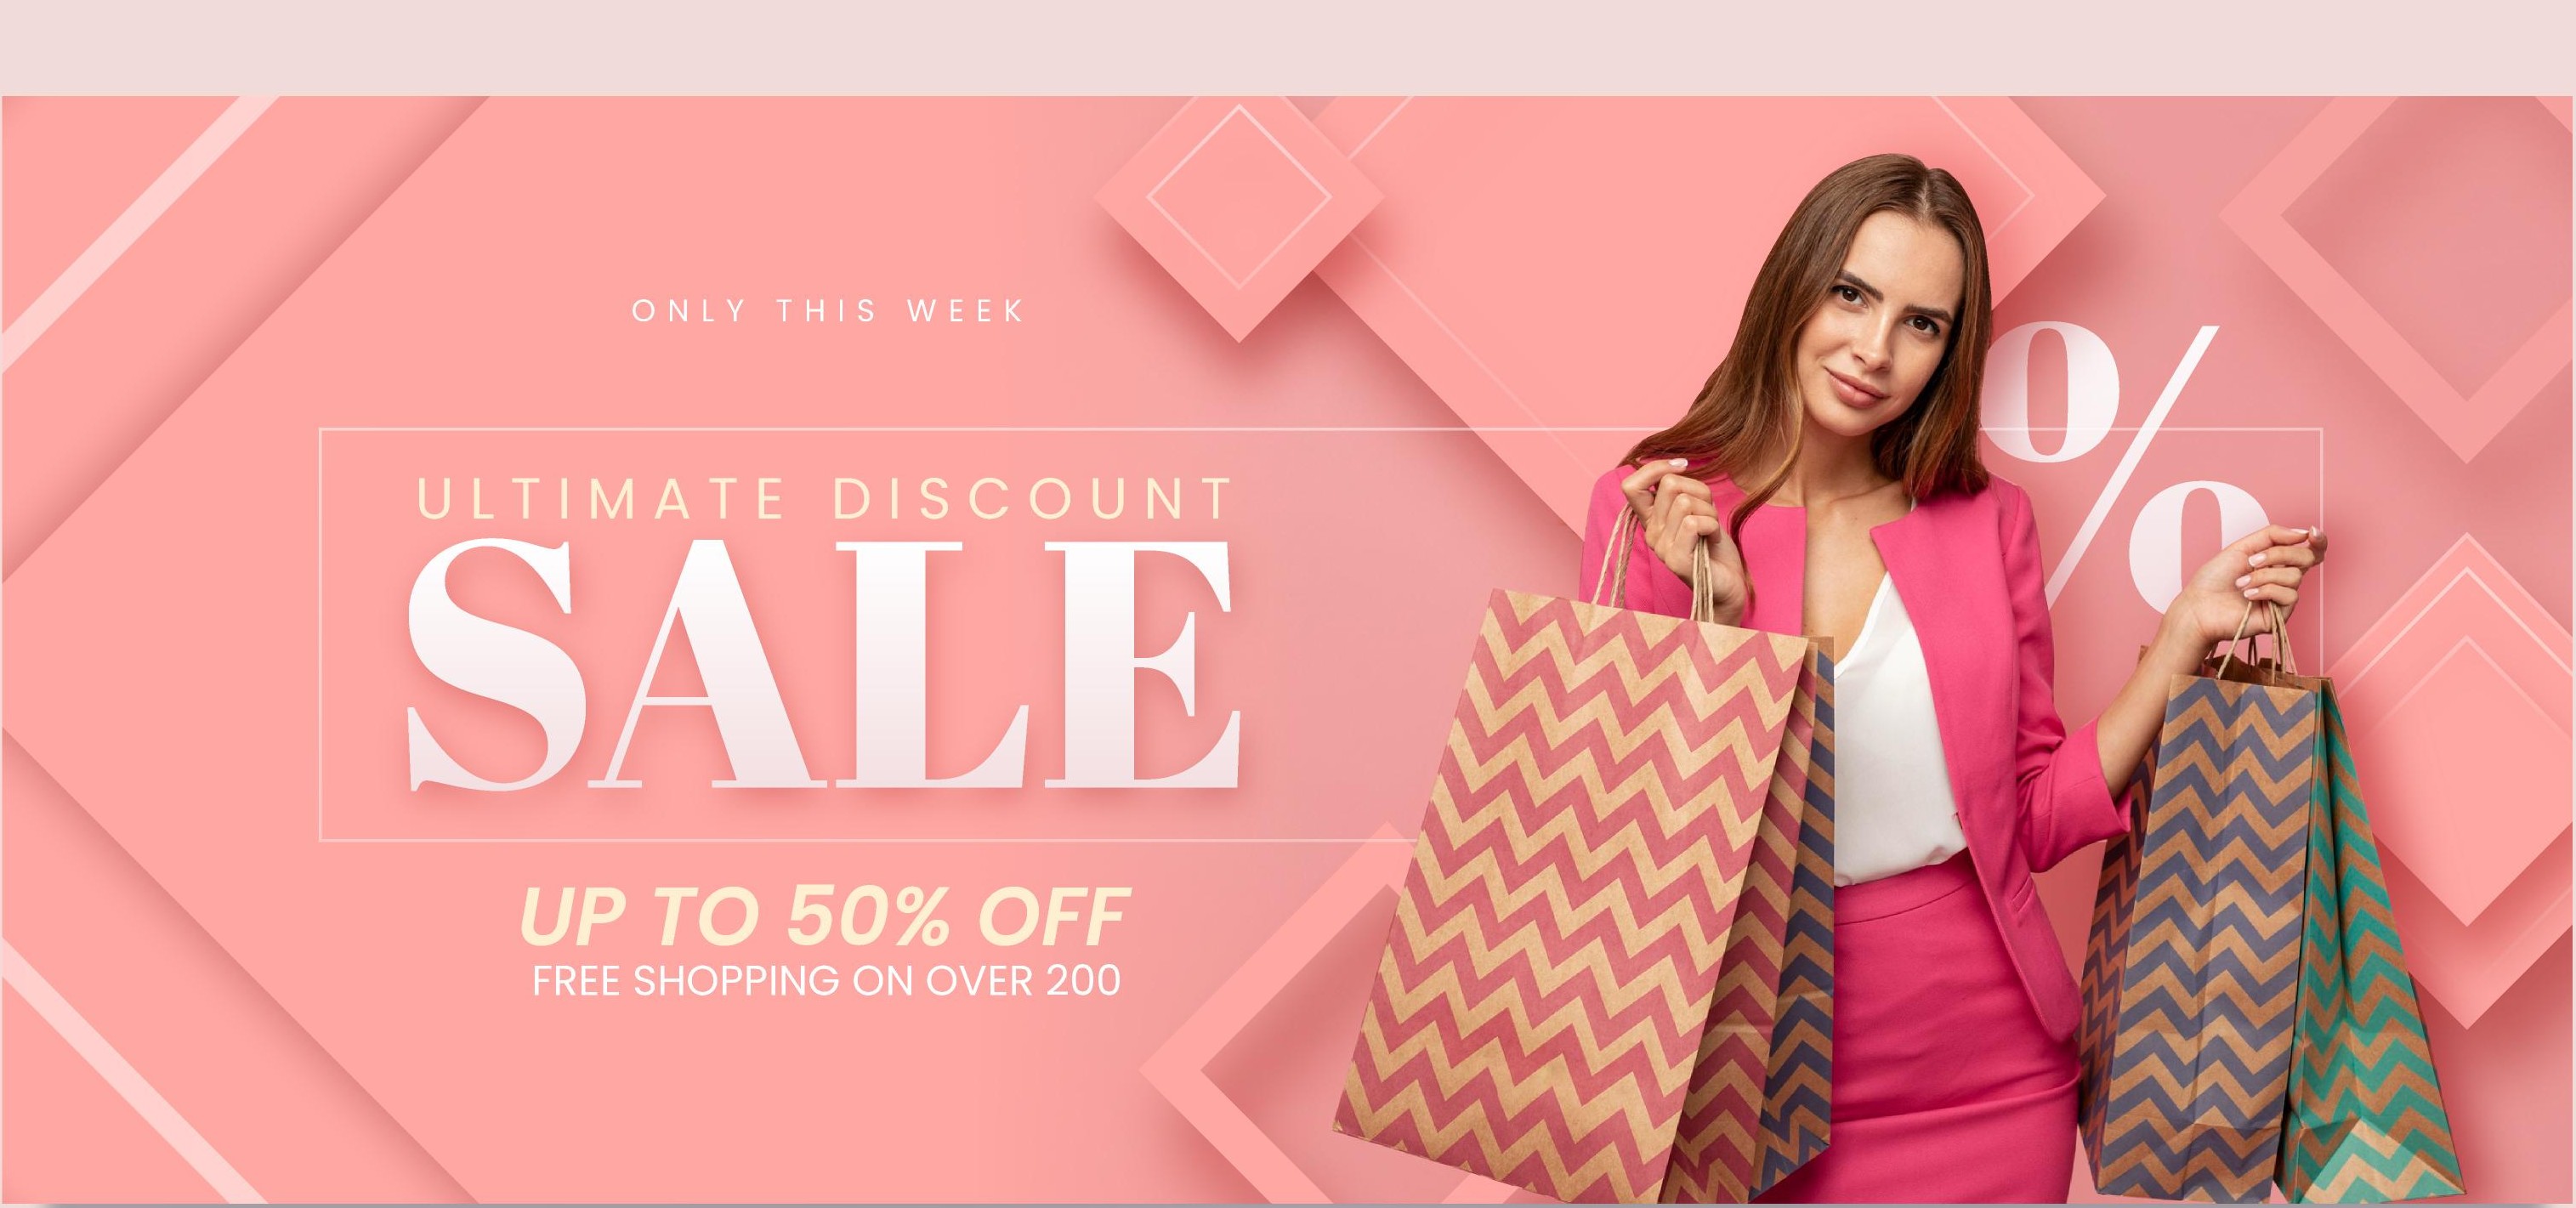 ONLY THIS WEEK
ULTIMATE DISCOUNT
SALE
%
UP TO 50% OFF
FREE SHOPPING ON OVER 200